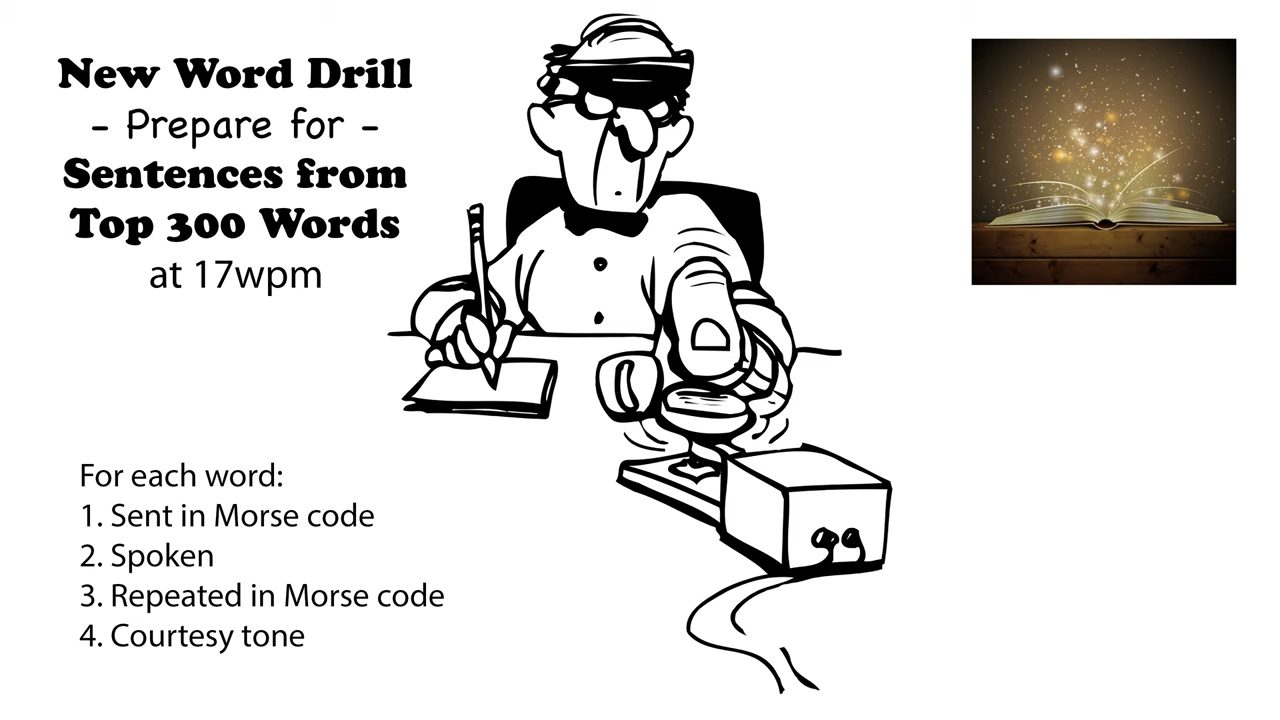 New Word Drill
- Prepare for -
Sentences from
Top 300 Words
at 17wpm
For each word:
1. Sent in Morse code
2. Spoken
3. Repeated in Morse code
4. Courtesy tone